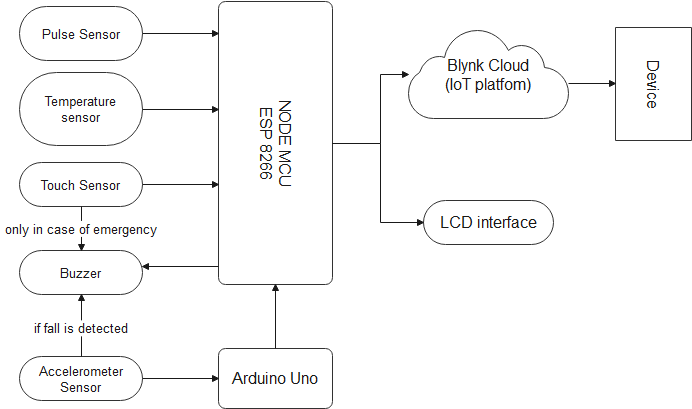 Pulse Sensor
Temperature
sensor
Touch Sensor
only in case of emergency
Buzzer
if fall is detected
Accelerometer
Sensor
NODE MCU
ESP 8266
Arduino Uno
Blynk Cloud
(IoT platfom)
LCD interface
Device